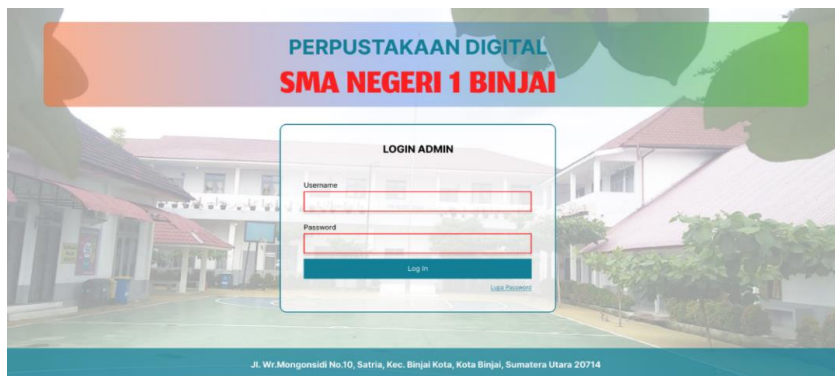 PERPUSTAKAAN DIGITAL
SMA NEGERI 1 BINJAI
LOGIN ADMIN
Username
Password
Log In
Lupa Password
Jl. Wr.Mongonsidi No.10, Satria, Kec. Binjai Kota, Kota Binjai, Sumatera Utara 20714